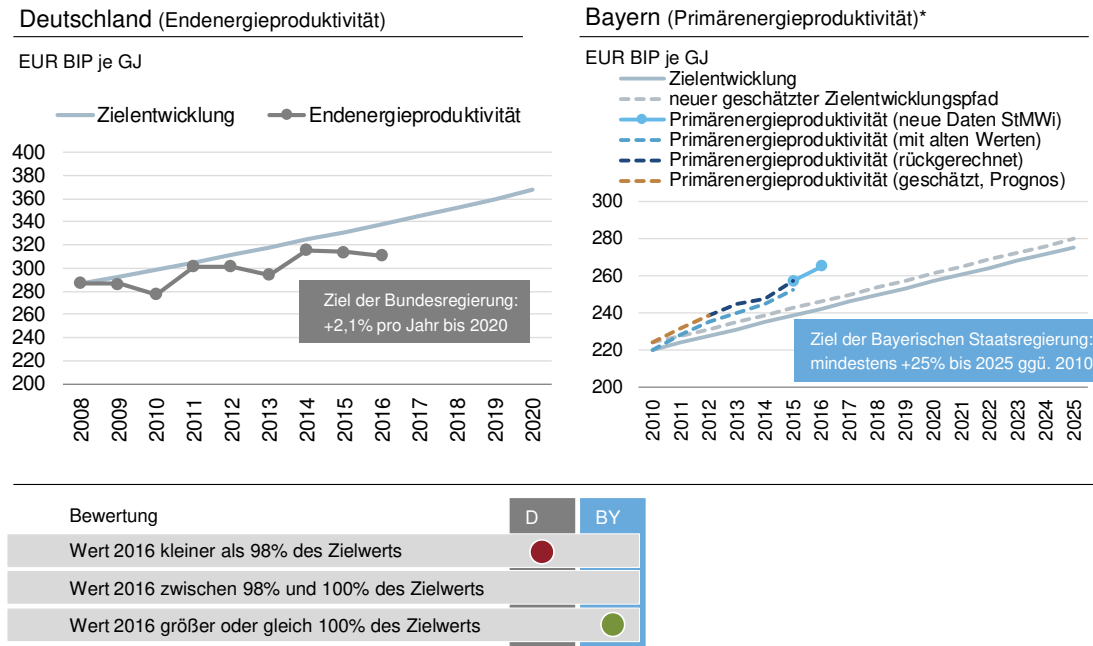 Deutschland (Endenergieproduktivität)
EUR BIP je GJ
Zielentwicklung
Endenergieproduktivität
400
380
360
340
320
300
280
260
240
220
200
Ziel der Bundesregierung:
+2,1% pro Jahr bis 2020
2008
2009
2010
2011
2012
2013
2014
2015
2016
2017
2018
2019
2020
Bayern (Primärenergieproduktivität)*
EUR BIP je GJ
Zielentwicklung
neuer geschätzter Zielentwicklungspfad
Primärenergieproduktivität (neue Daten StMWi)
Primärenergieproduktivität (mit alten Werten)
Primärenergieproduktivität (rückgerechnet)
Primärenergieproduktivität (geschätzt, Prognos)
300
280
260
240
220
200
Ziel der Bayerischen Staatsregierung:
mindestens +25% bis 2025 ggü. 2010
2010
2011
2012
2013
2014
2015
2016
2017
2018
2019
2020
2021
2022
2023
2024
2025
Bewertung D BY
Wert 2016 kleiner als 98% des Zielwerts
Wert 2016 zwischen 98% und 100% des Zielwerts
Wert 2016 größer oder gleich 100% des Zielwerts